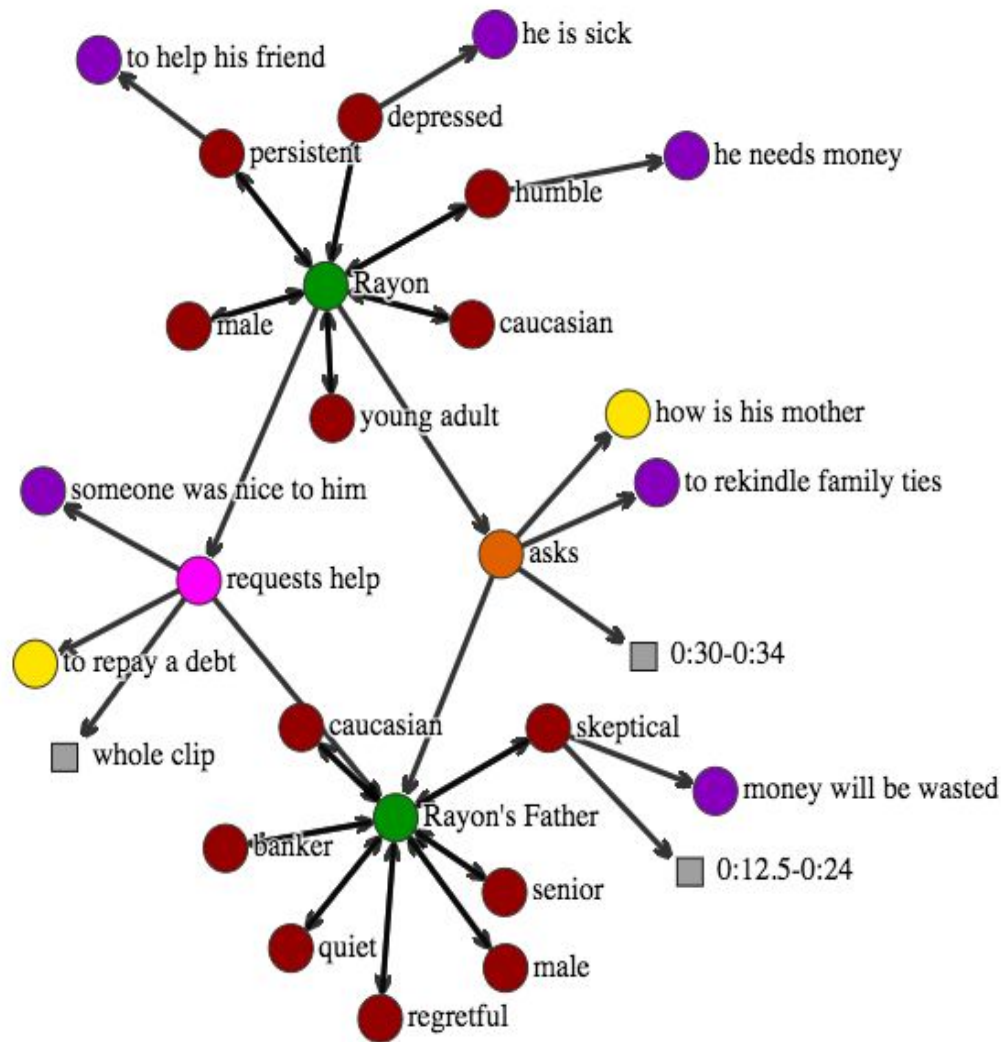 he is sick
to help his friend
depressed
persistent
he needs money
humble
Rayon
male
caucasian
young adult
how is his mother
to rekindle family ties
someone was nice to him
asks
requests help
0:30-0:34
to repay a debt
caucasian
skeptical
whole clip
money will be wasted
Rayon's Father
banker
0:12.5-0:24
senior
quiet
male
regretful